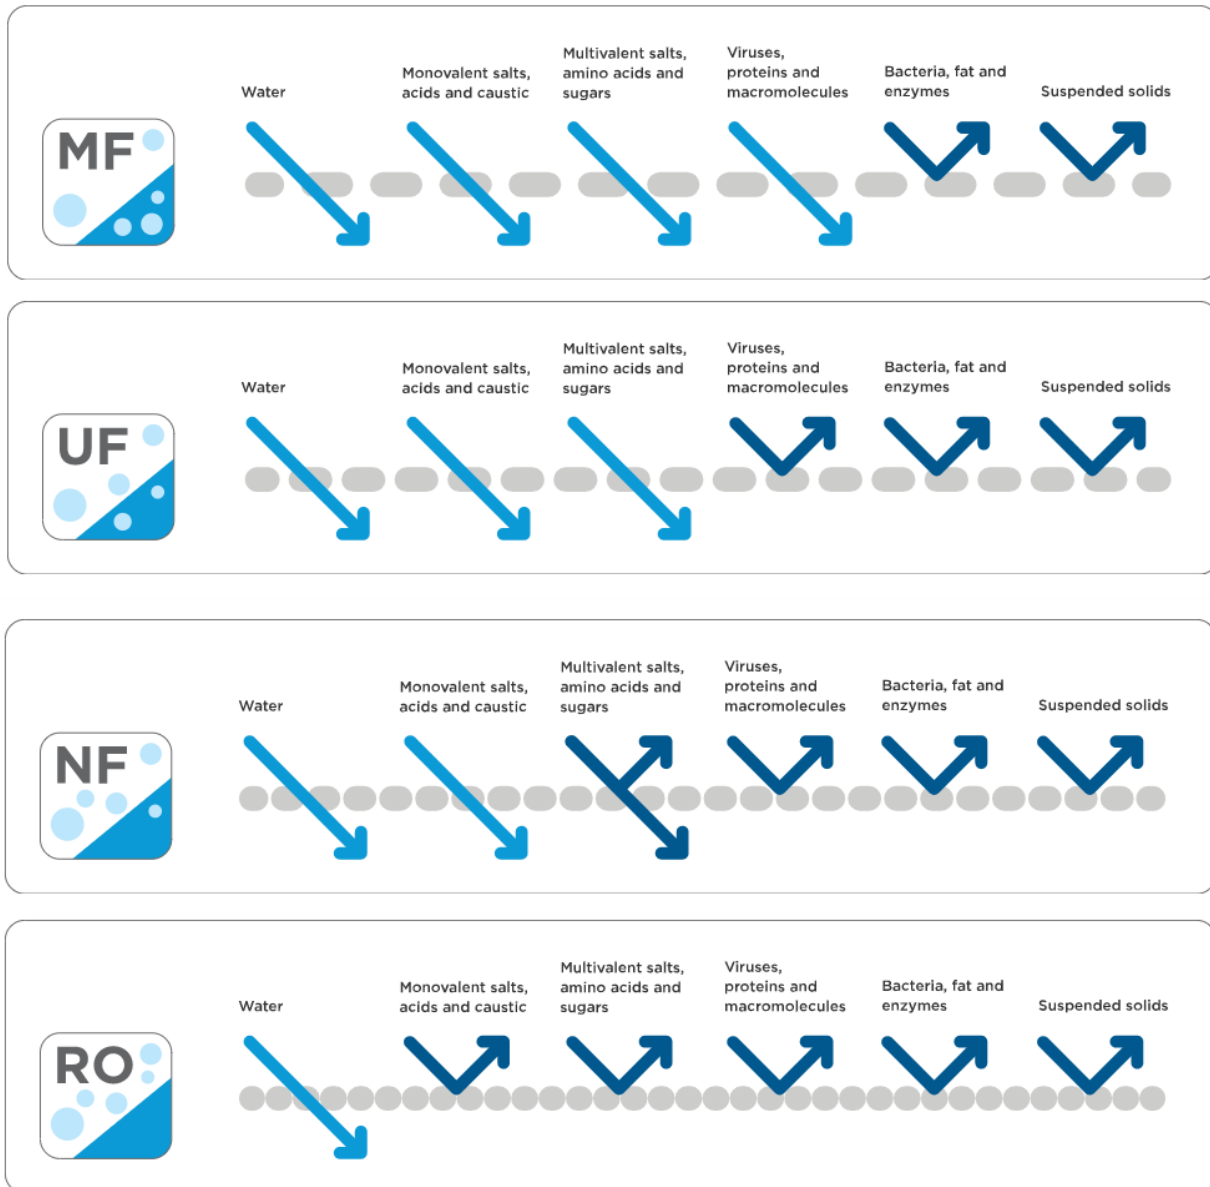 Water
Monovalent salts,
acids and caustic
Multivalent salts,
amino acids and
sugars
Viruses,
proteins and
macromolecules
Bacteria, fat and
enzymes
Suspended solids
MF
Water
Monovalent salts,
acids and caustic
Multivalent salts,
amino acids and
sugars
Viruses,
proteins and
macromolecules
Bacteria, fat and
enzymes
Suspended solids
UF
Water
Monovalent salts,
acids and caustic
Multivalent salts,
amino acids and
sugars
Viruses,
proteins and
macromolecules
Bacteria, fat and
enzymes
Suspended solids
NF
Water
Monovalent salts,
acids and caustic
Multivalent salts,
amino acids and
sugars
Viruses,
proteins and
macromolecules
Bacteria, fat and
enzymes
Suspended solids
RO